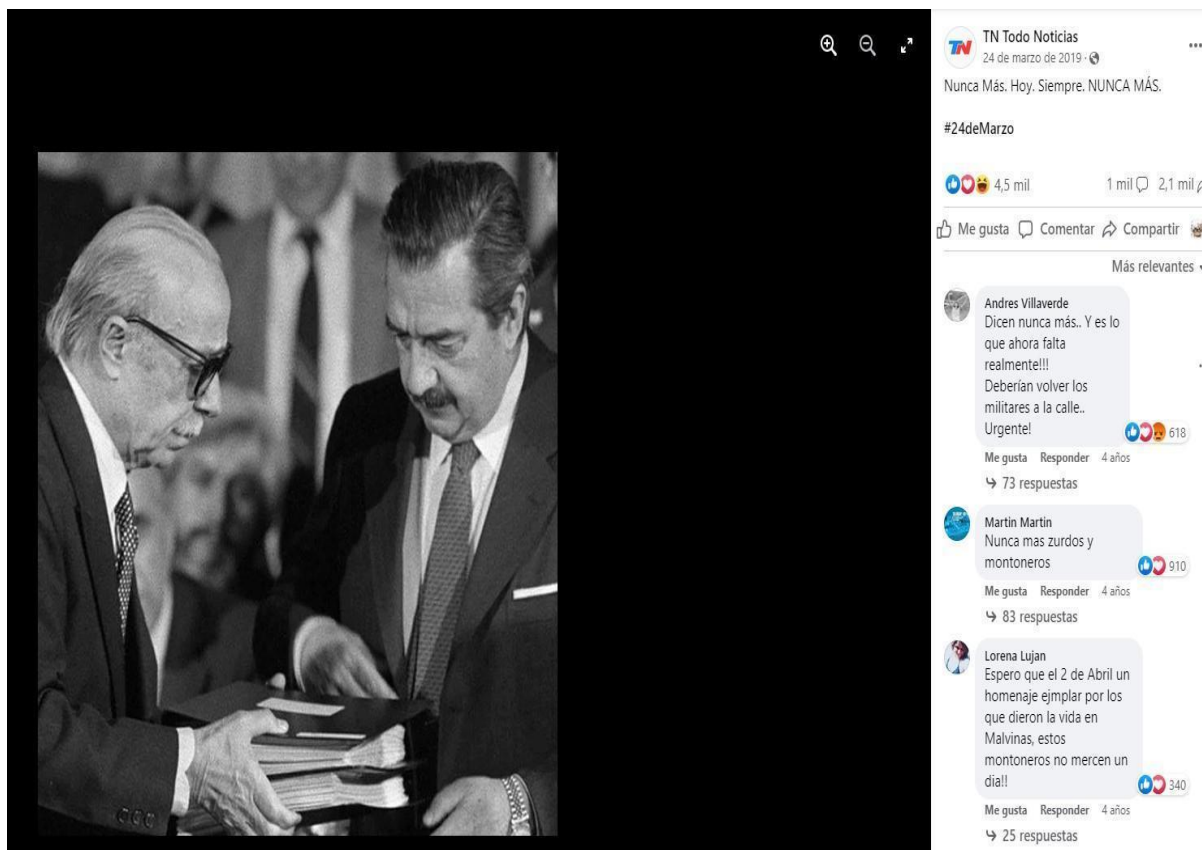 TN
TN Todo Noticias
24 de marzo de 2019 ·
Nunca Más. Hoy. Siempre. NUNCA MÁS.
#24deMarzo
4,5 mil
1 mil
2,1 mil
Me gusta
Comentar
Compartir
Más relevantes
Andres Villaverde
Dicen nunca más.. Y es lo
que ahora falta
realmente!!!
Deberían volver los
militares a la calle..
Urgente!
618
Me gusta Responder 4 años
73 respuestas
Martin Martin
Nunca mas zurdos y
montoneros
910
Me gusta Responder 4 años
83 respuestas
Lorena Lujan
Espero que el 2 de Abril un
homenaje ejmplar por los
que dieron la vida en
Malvinas, estos
montoneros no mercen un
dia!!
340
Me gusta Responder 4 años
25 respuestas